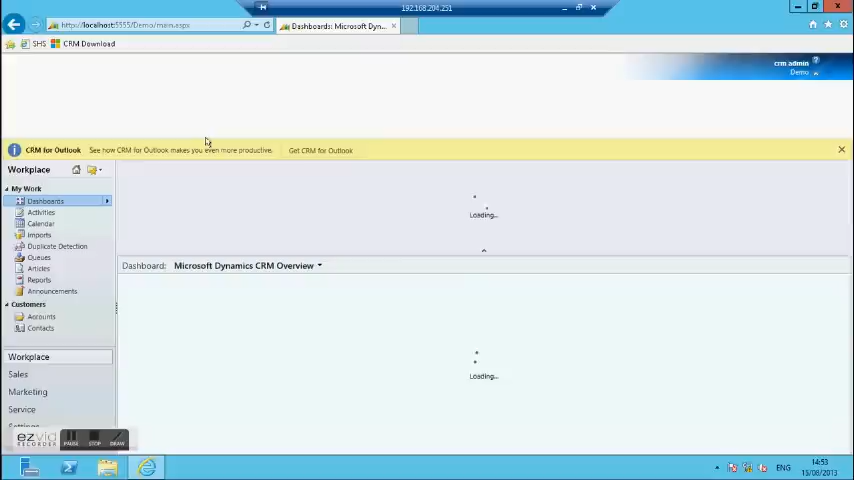 192.168.204.251
https://localhost:5555/Demo/main.aspx
Dashboards: Microsoft Dyn...
SHS
CRM Download
crm admin
Demo
CRM for Outlook
See how CRM for Outlook makes you even more productive.
Get CRM for Outlook
Workplace
My Work
Dashboards
Activities
Calendar
Imports
Duplicate Detection
Queues
Articles
Reports
Announcements
Customers
Accounts
Contacts
Loading...
Dashboard: Microsoft Dynamics CRM Overview
Loading...
Workplace
Sales
Marketing
Service
Settings
ezvid
RECORDER
PAUSE
STOP
DRAW
ENG
14:53
15/08/2013